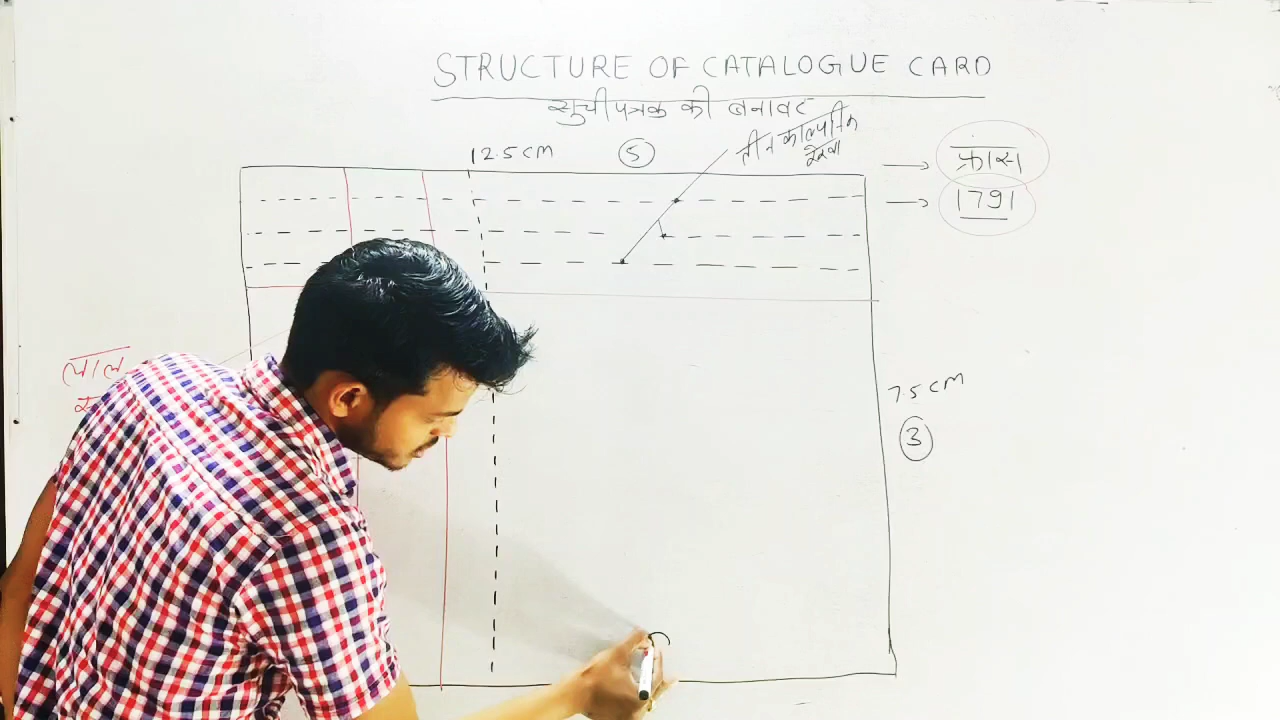 STRUCTURE OF CATALOGUE CARD
सुचीपत्रक की बनावट
12.5 CM
5
तीन काल्पनिक
रेखा
फ्रांस
1791
लाल
7.5 CM
3